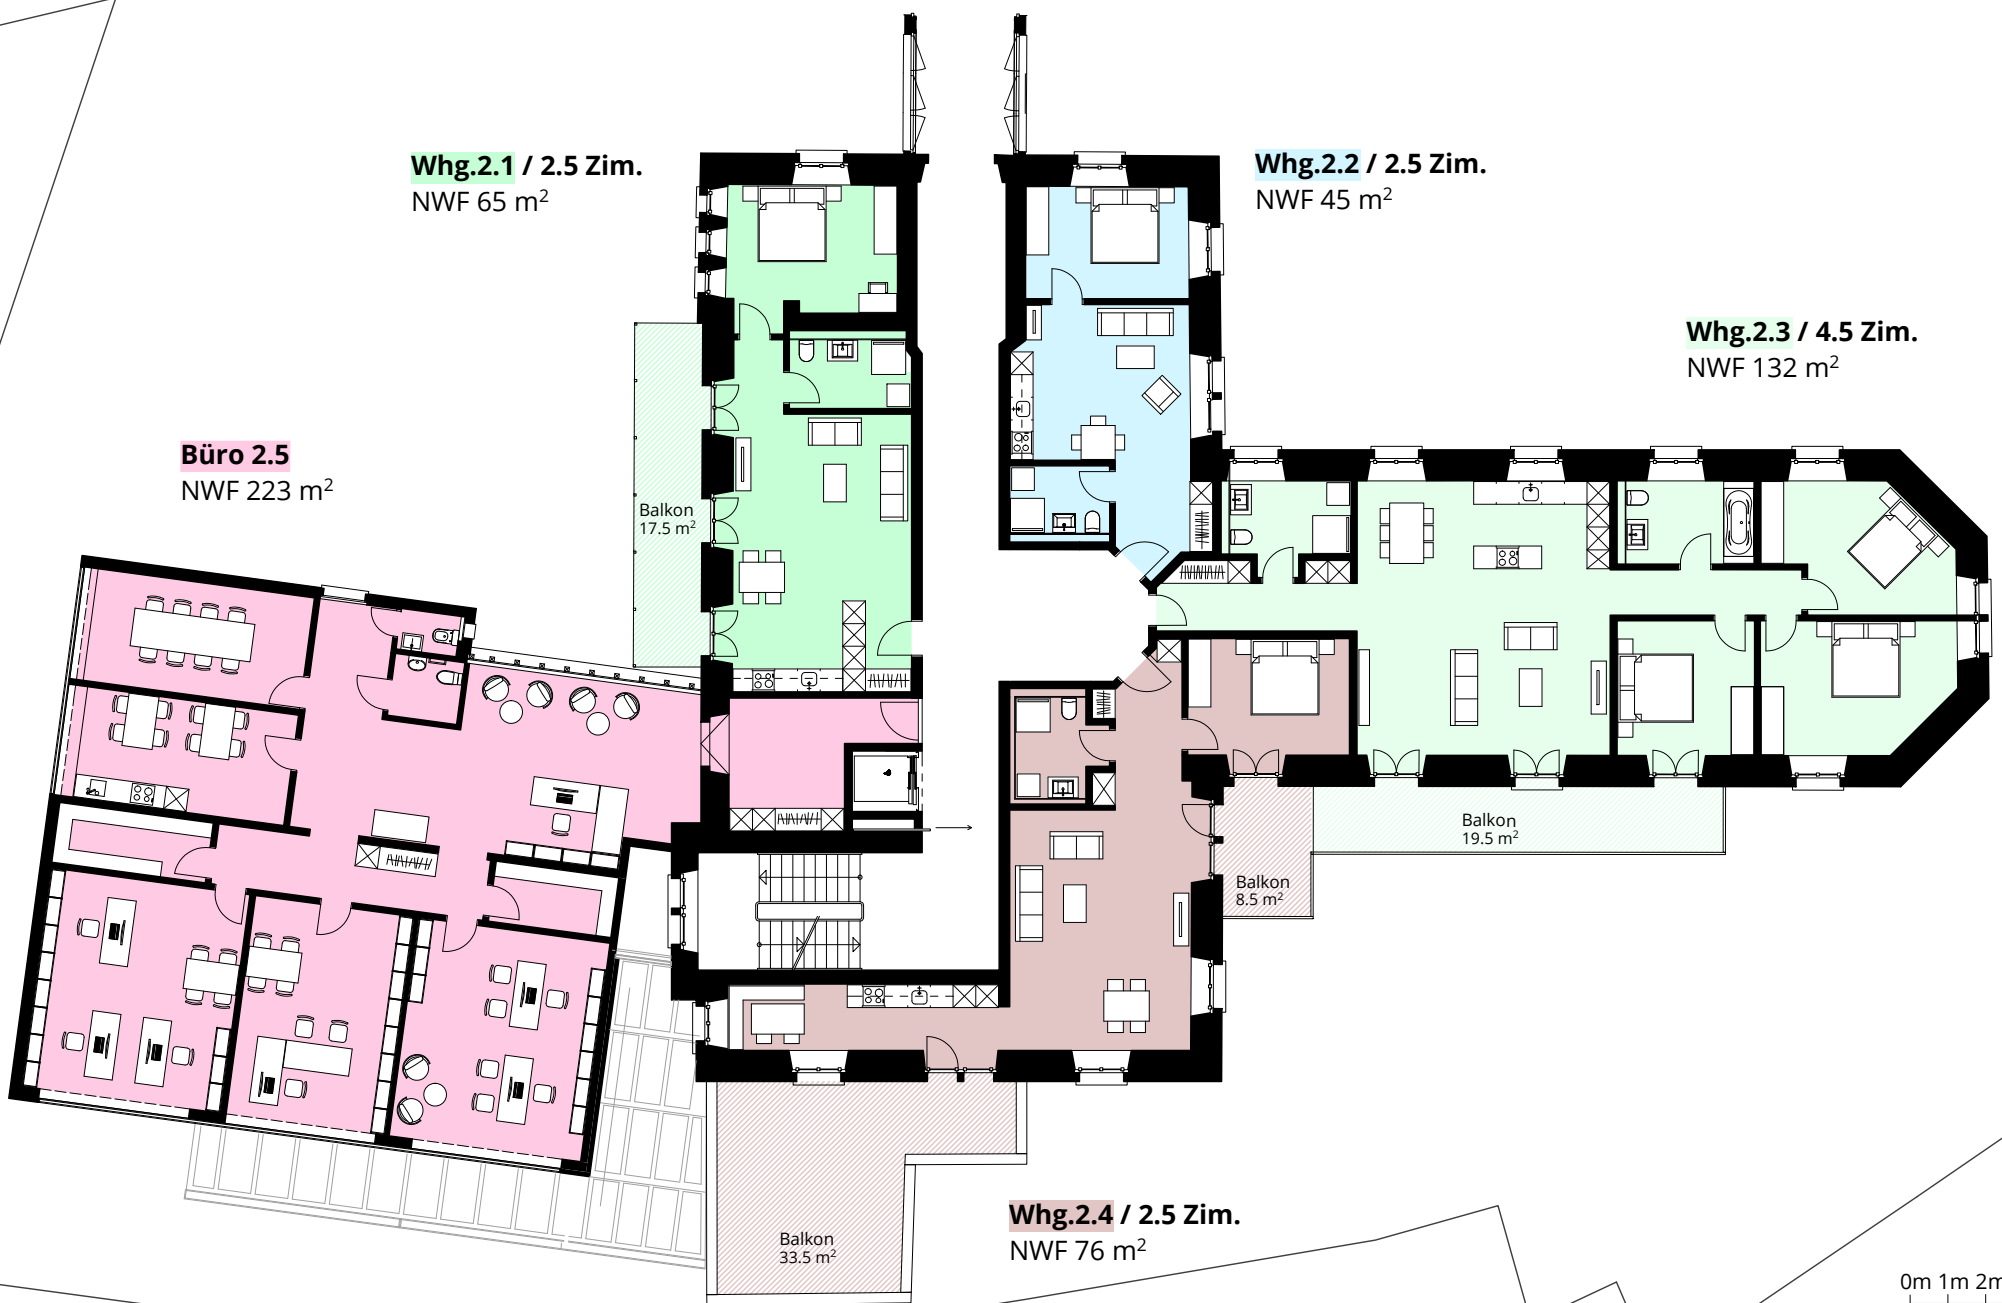 Whg.2.1 / 2.5 Zim.
NWF 65 m²
Whg.2.2 / 2.5 Zim.
NWF 45 m²
Whg.2.3 / 4.5 Zim.
NWF 132 m²
Büro 2.5
NWF 223 m²
Balkon
17.5 m²
Balkon
19.5 m²
Balkon
8.5 m²
Whg.2.4 / 2.5 Zim.
NWF 76 m²
Balkon
33.5 m²
0m 1m 2m